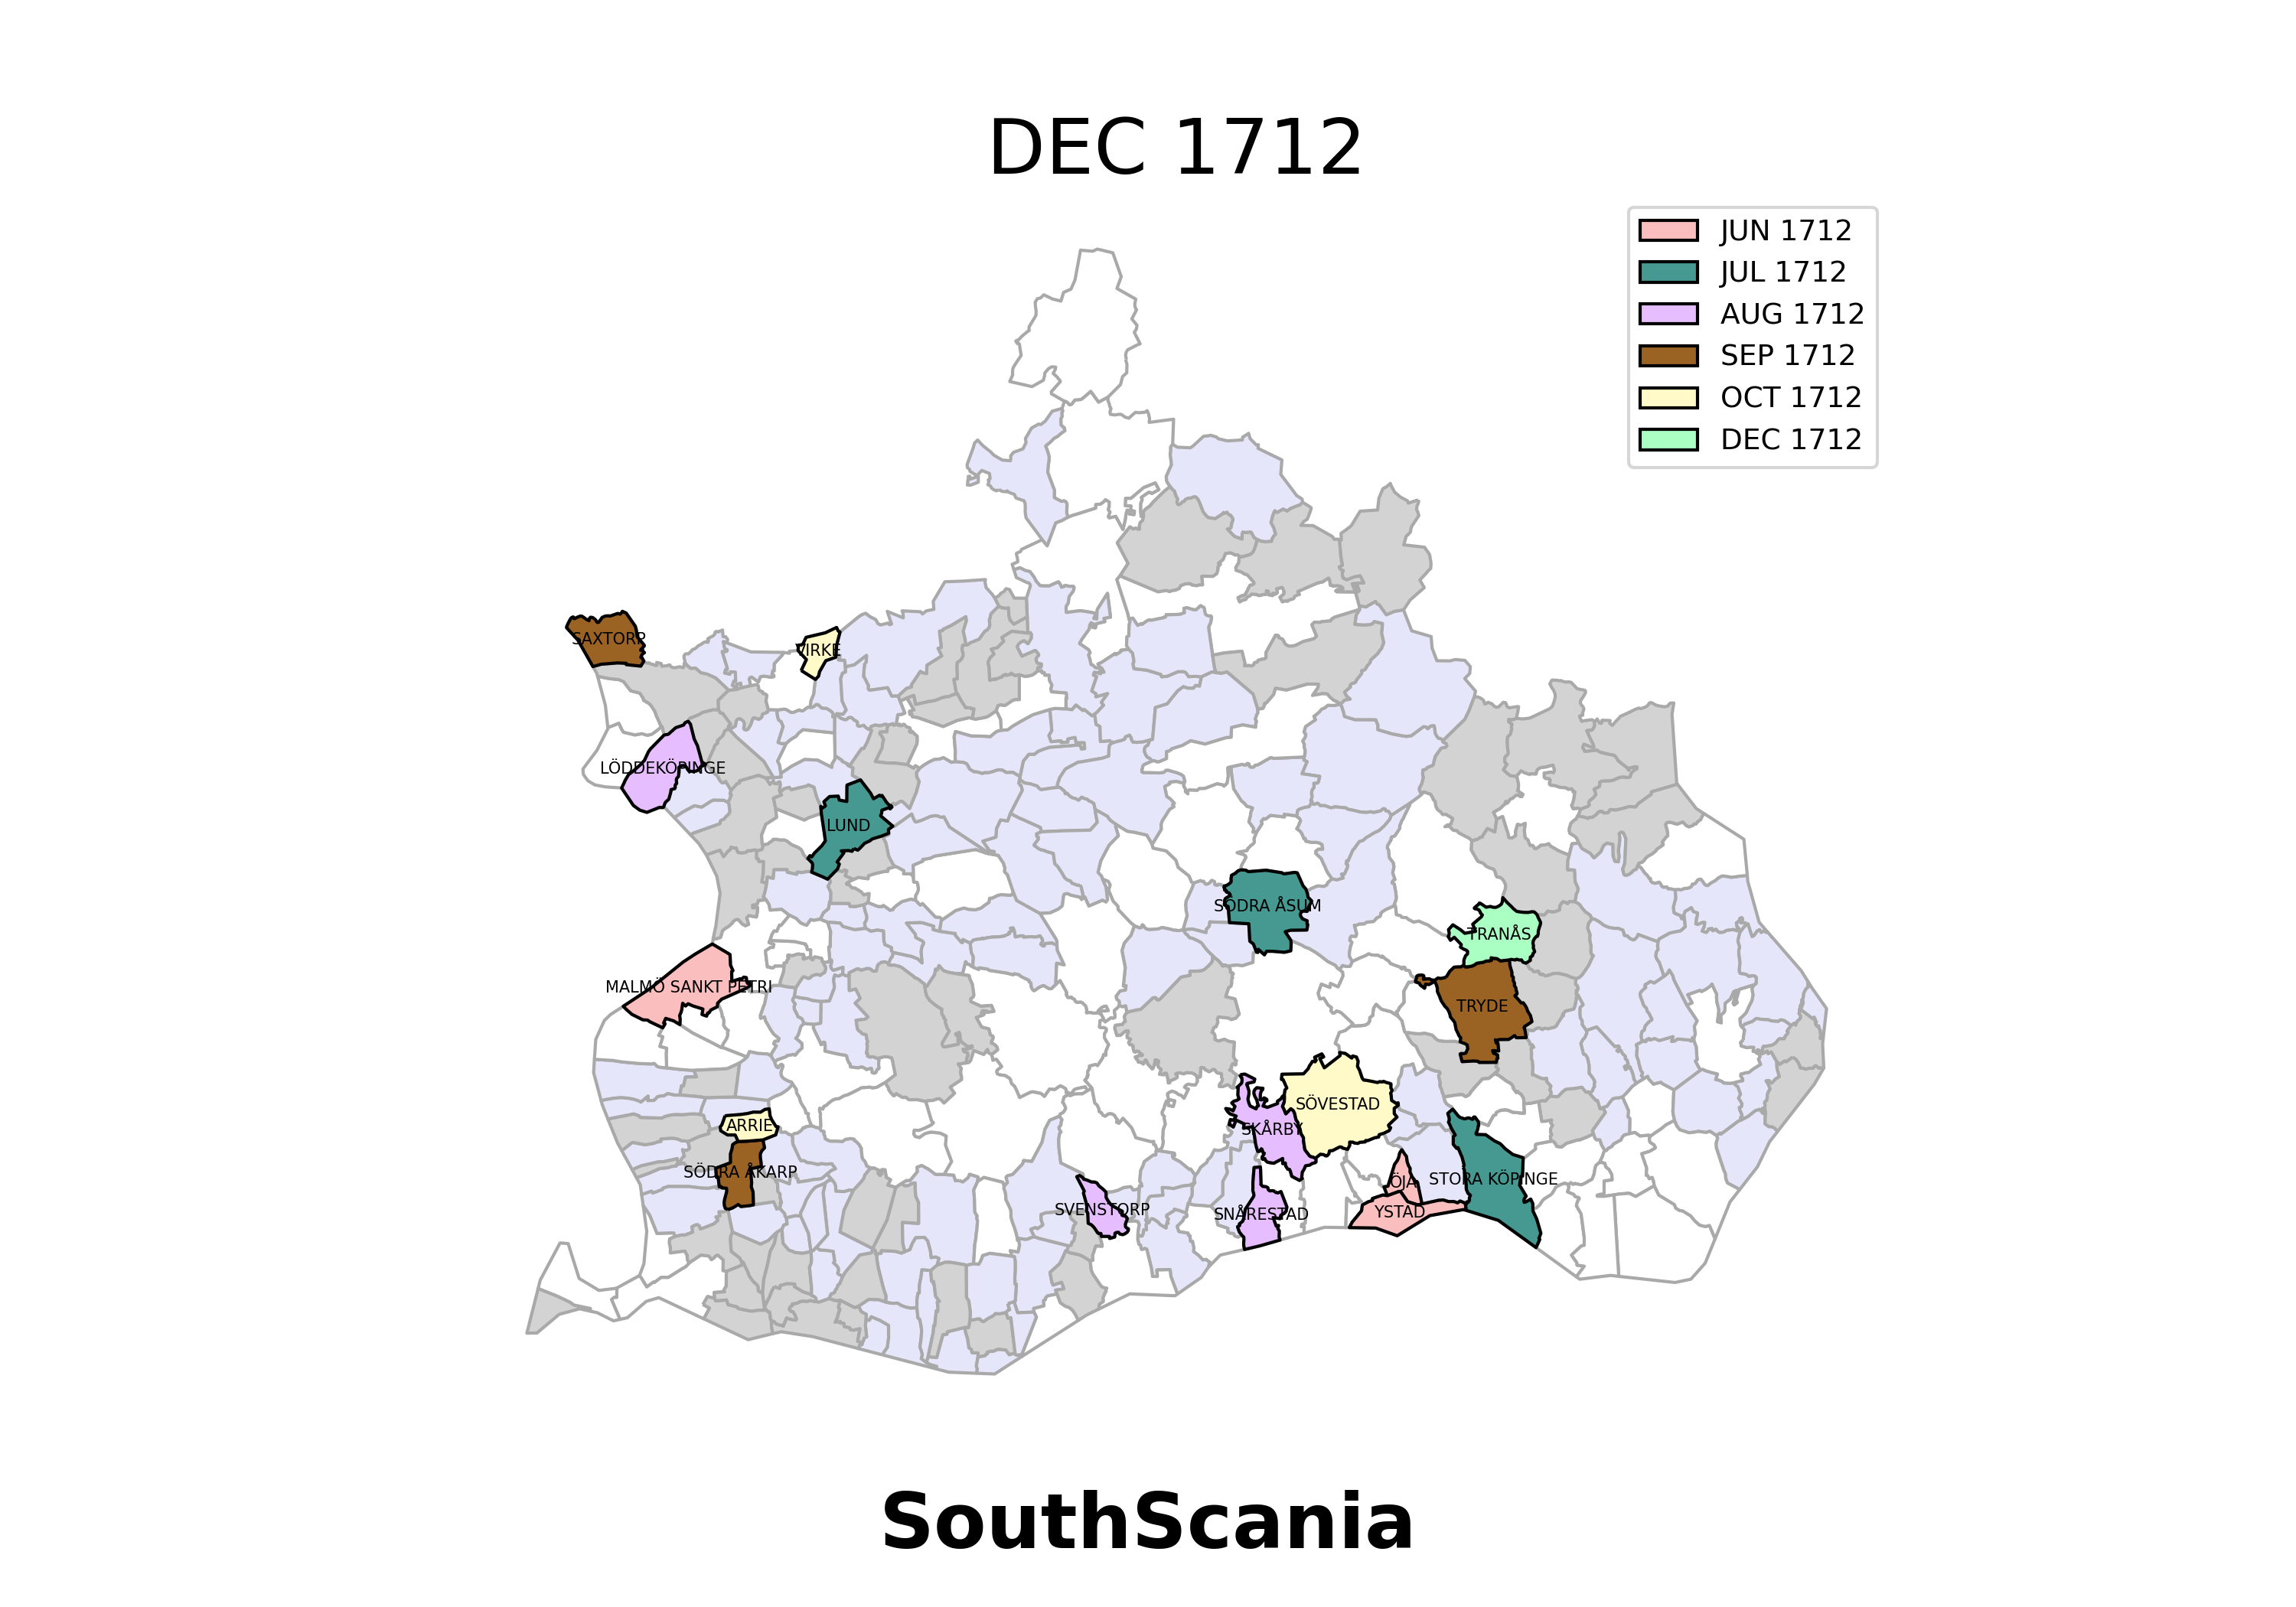 DEC 1712
JUN 1712
JUL 1712
AUG 1712
SEP 1712
OCT 1712
DEC 1712
SAXTORP
VIRKE
LÖDDEKÖPINGE
LUND
SÖDRA ÅSUM
TRANÅS
MALMÖ SANKT PETRI
TRYDE
SÖVESTAD
ARRIE
SKÅRBY
SÖDRA ÅKARP
STORA KÖPINGE
ÖJA
SVENSTORP
SNÅRESTAD
YSTAD
SouthScania